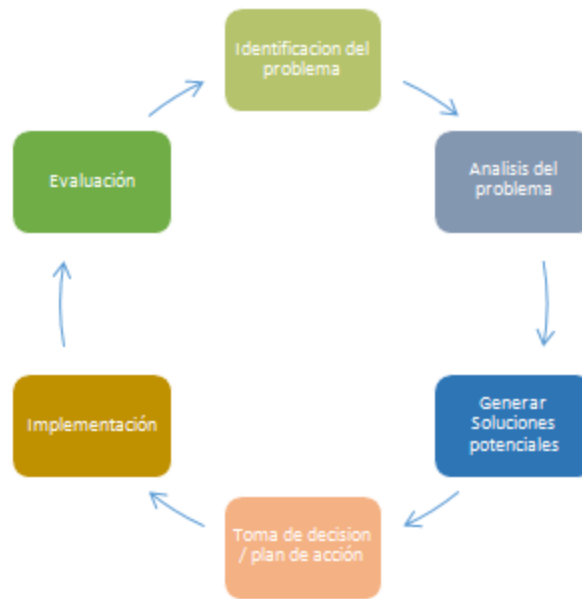 Identificacion del
problema
Analisis del
problema
Generar
Soluciones
potenciales
Toma de decision
/ plan de acción
Implementación
Evaluación